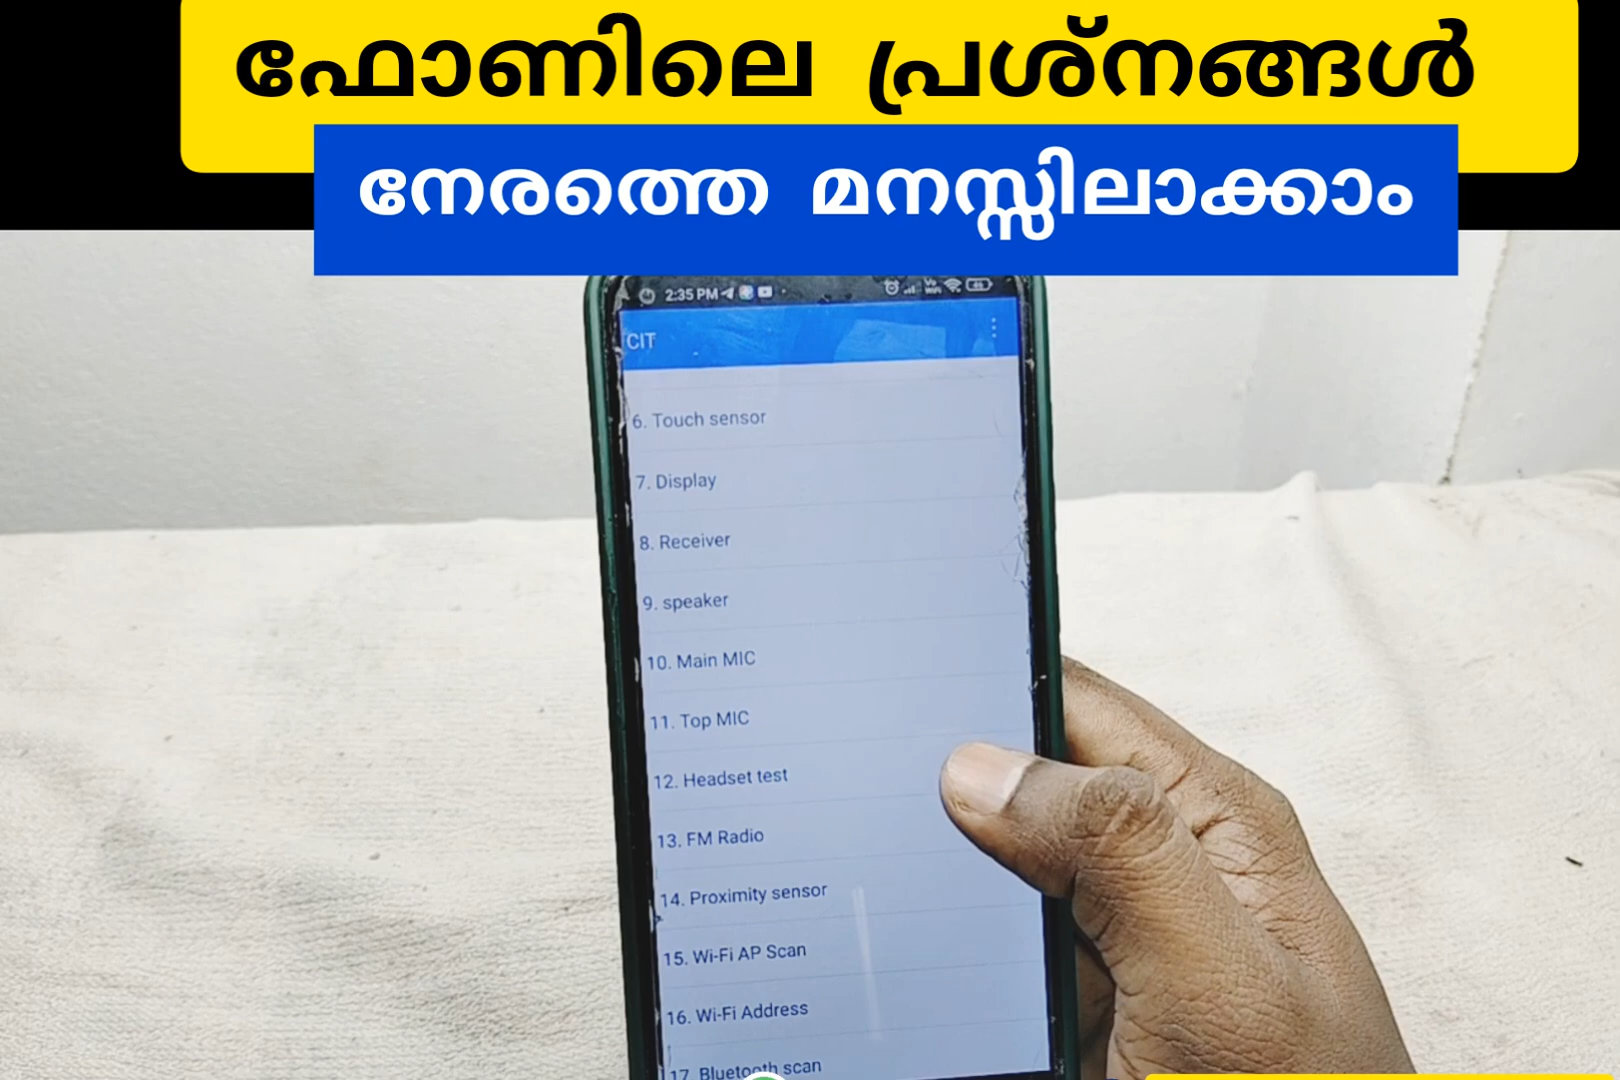 ഫോണിലെ പ്രശ്നങ്ങൾ
നേരത്തെ മനസ്സിലാക്കാം
2:35 PM
CIT
6. Touch sensor
7. Display
8. Receiver
9. speaker
10. Main MIC
11. Top MIC
12. Headset test
13. FM Radio
14. Proximity sensor
15. Wi-Fi AP Scan
16. Wi-Fi Address
17. Bluetooth scan